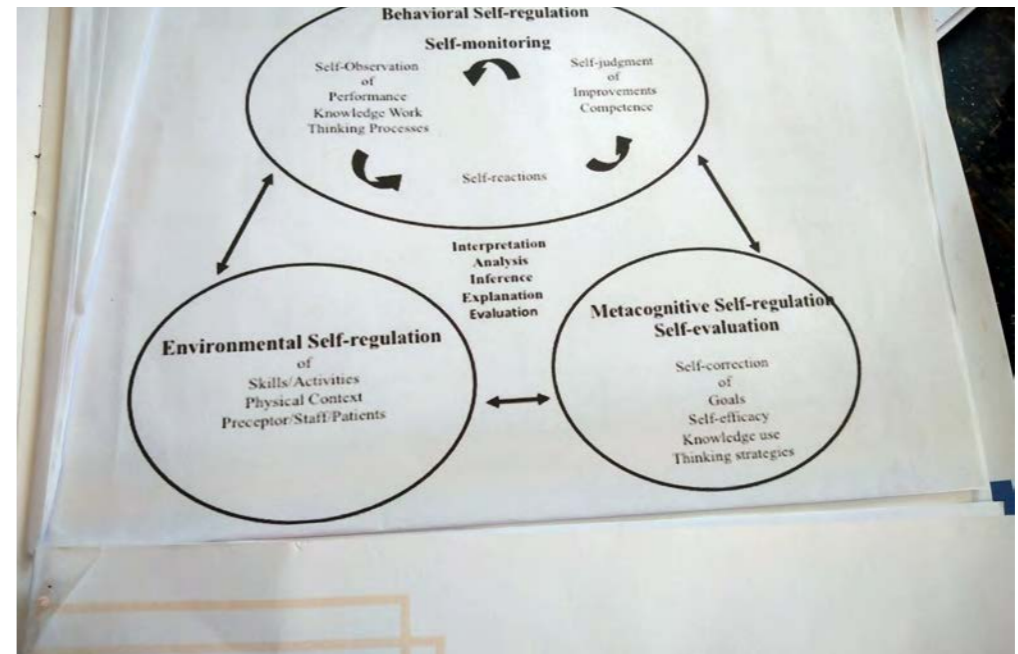 Behavioral Self-regulation
Self-monitoring
Self-Observation
of
Performance
Knowledge Work
Thinking Processes
Self-judgment
of
Improvements
Competence
Self-reactions
Interpretation
Analysis
Inference
Explanation
Evaluation
Environmental Self-regulation
of
Skills/Activities
Physical Context
Preceptor/Staff/Patients
Metacognitive Self-regulation
Self-evaluation
Self-correction
of
Goals
Self-efficacy
Knowledge use
Thinking strategies